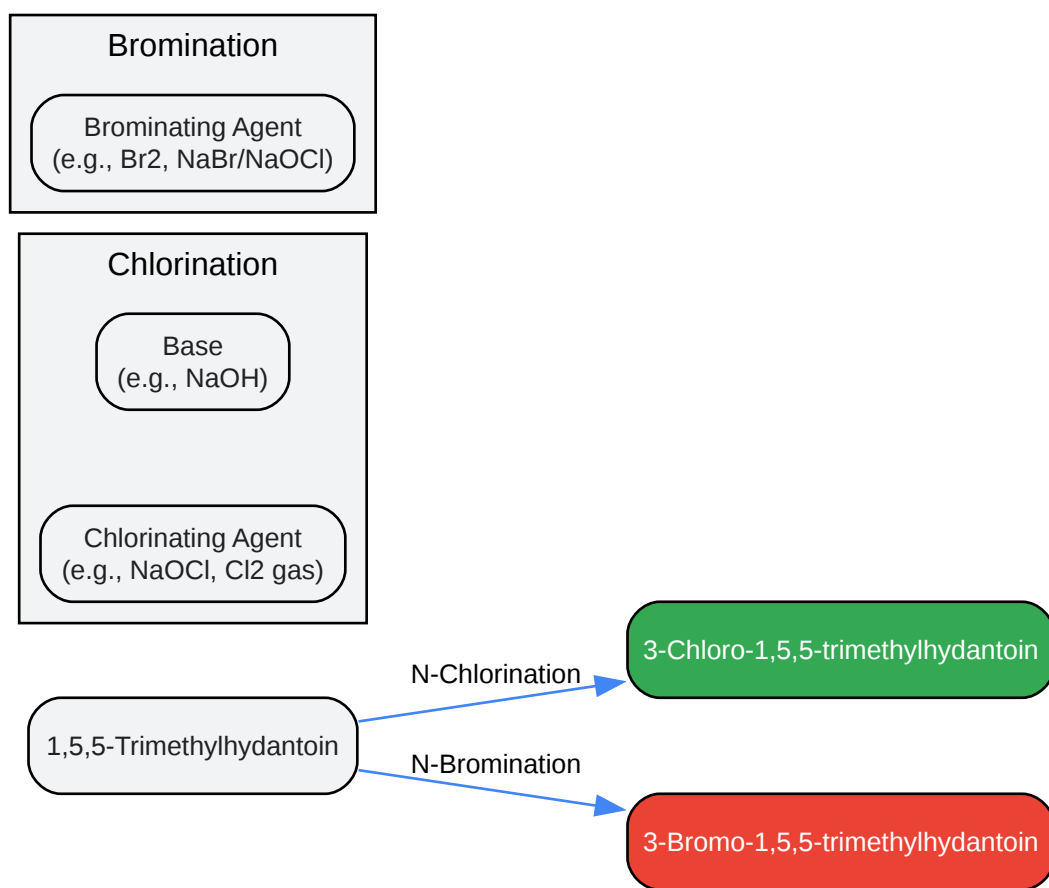 Bromination
Brominating Agent
(e.g., Br2, NaBr/NaOCl)
Chlorination
Base
(e.g., NaOH)
Chlorinating Agent
(e.g., NaOCl, Cl2 gas)
3-Chloro-1,5,5-trimethylhydantoin
N-Chlorination
1,5,5-Trimethylhydantoin
N-Bromination
3-Bromo-1,5,5-trimethylhydantoin